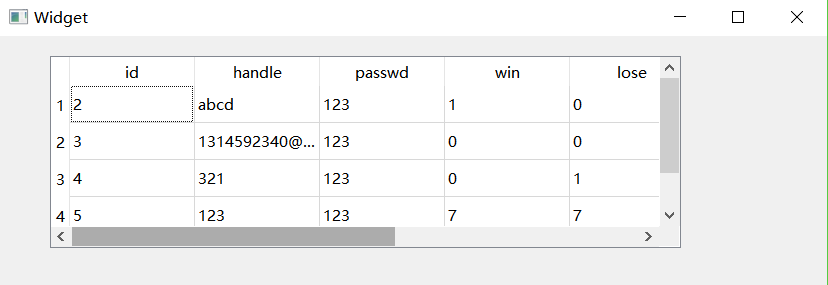 Widget
id handle passwd win lose
1 2 abcd 123 1 0
2 3 1314592340@... 123 0 0
3 4 321 123 0 1
4 5 123 123 7 7